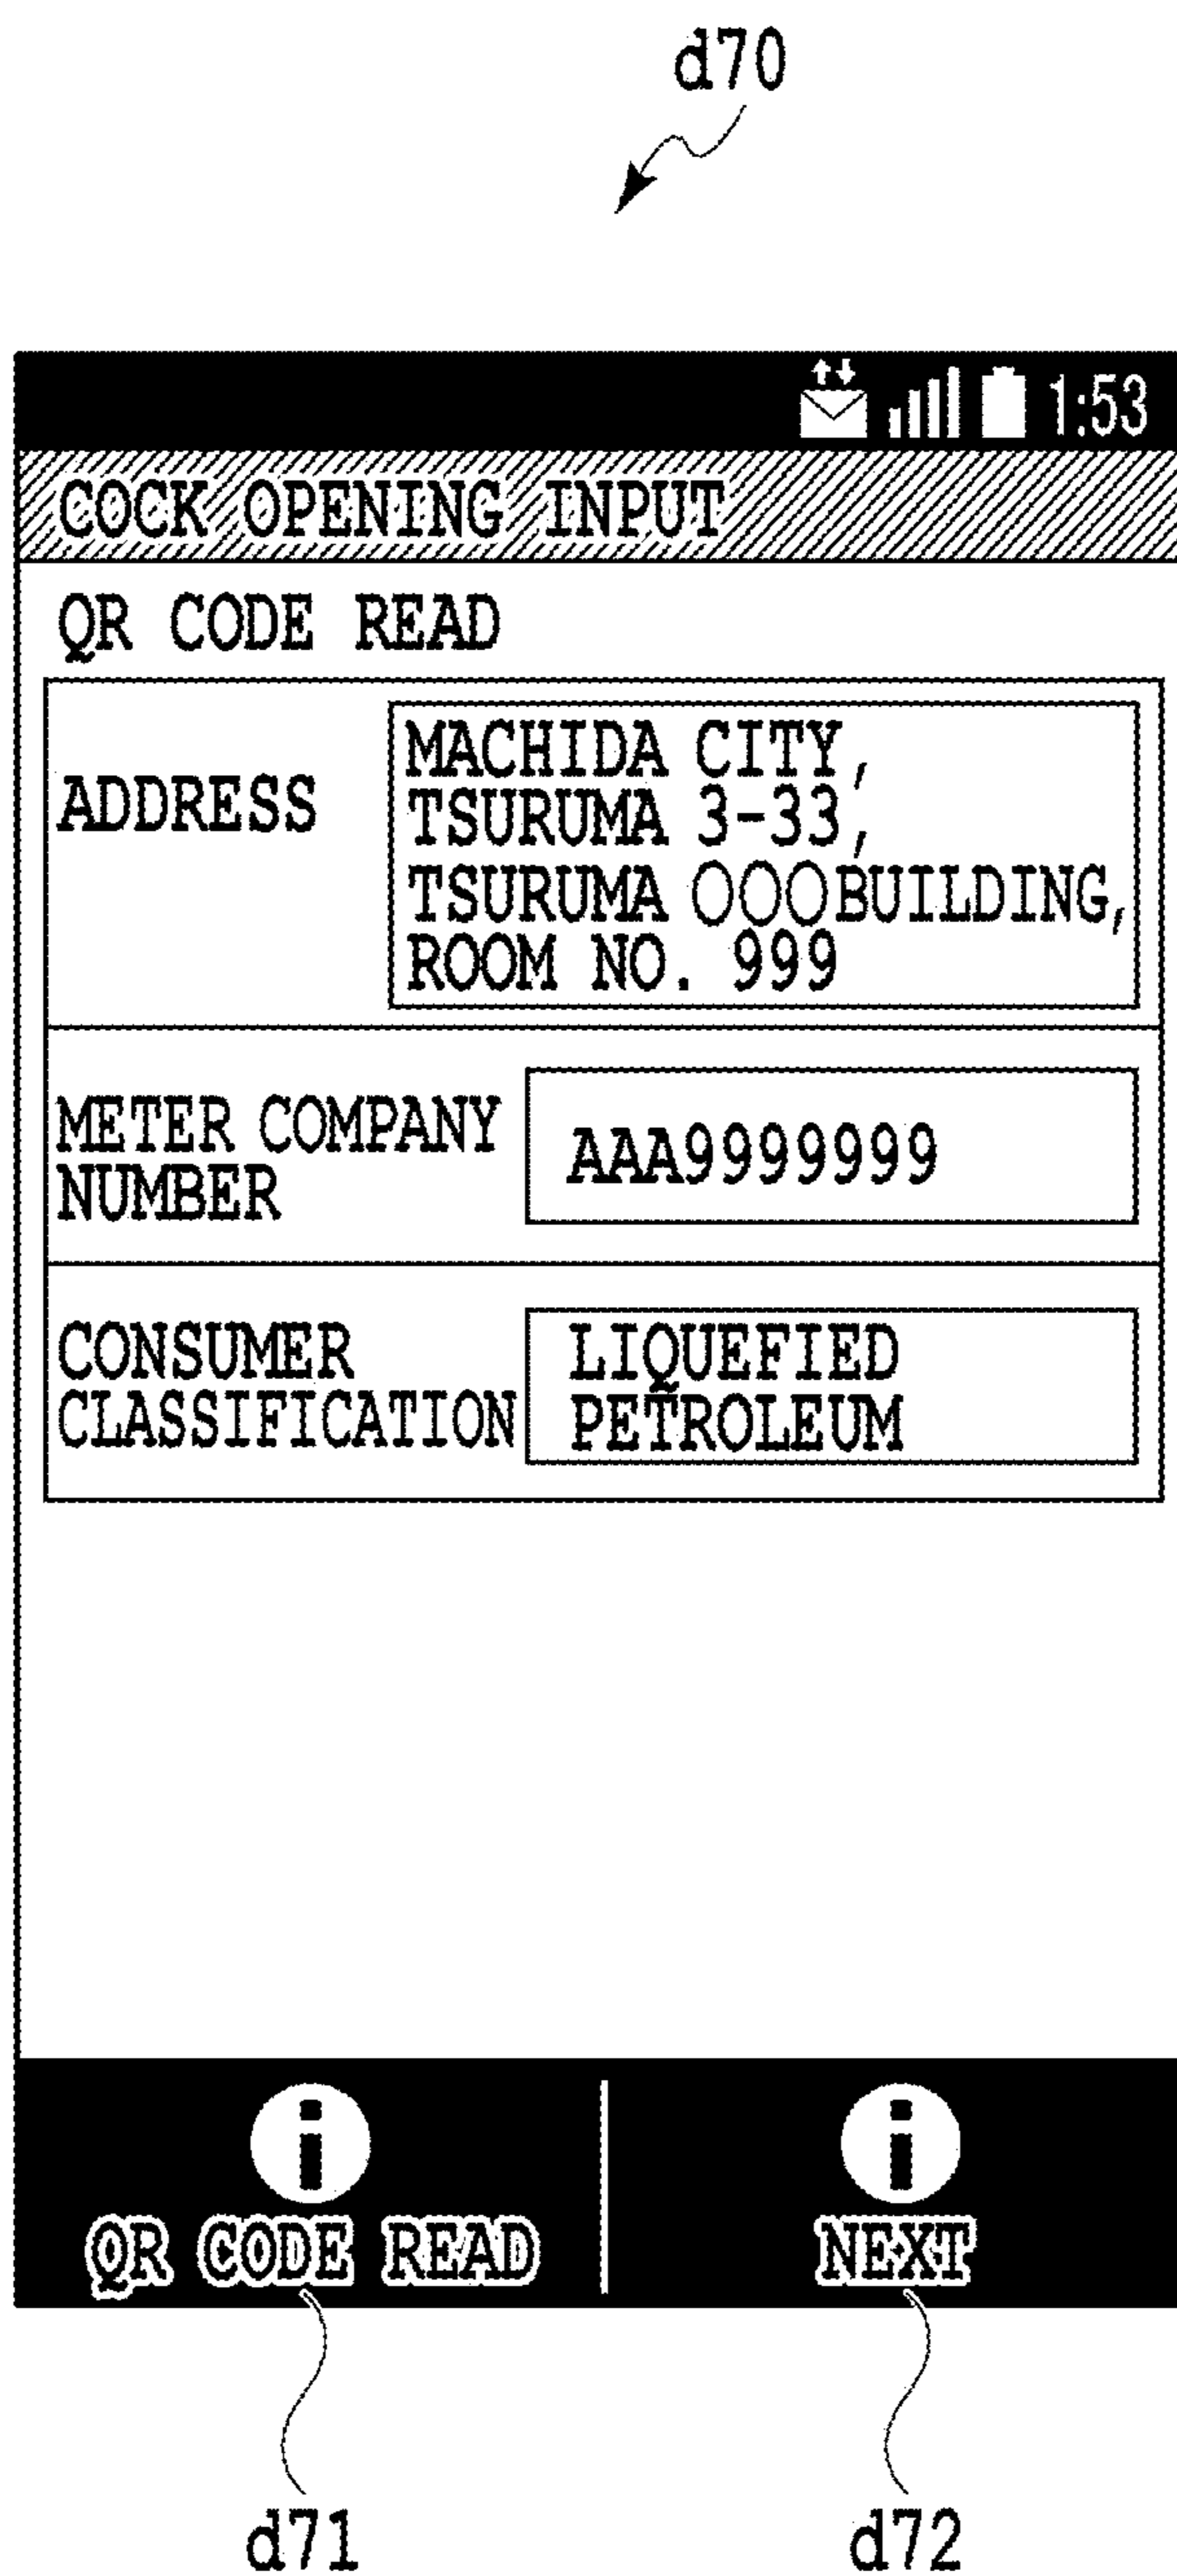 d70
1:53
COCK OPENING INPUT
QR CODE READ
ADDRESS
MACHIDA CITY,
TSURUMA 3-33,
TSURUMA ○○○BUILDING,
ROOM NO. 999
METER COMPANY
NUMBER
AAA9999999
CONSUMER
CLASSIFICATION
LIQUEFIED
PETROLEUM
QR CODE READ
NEXT
d71
d72